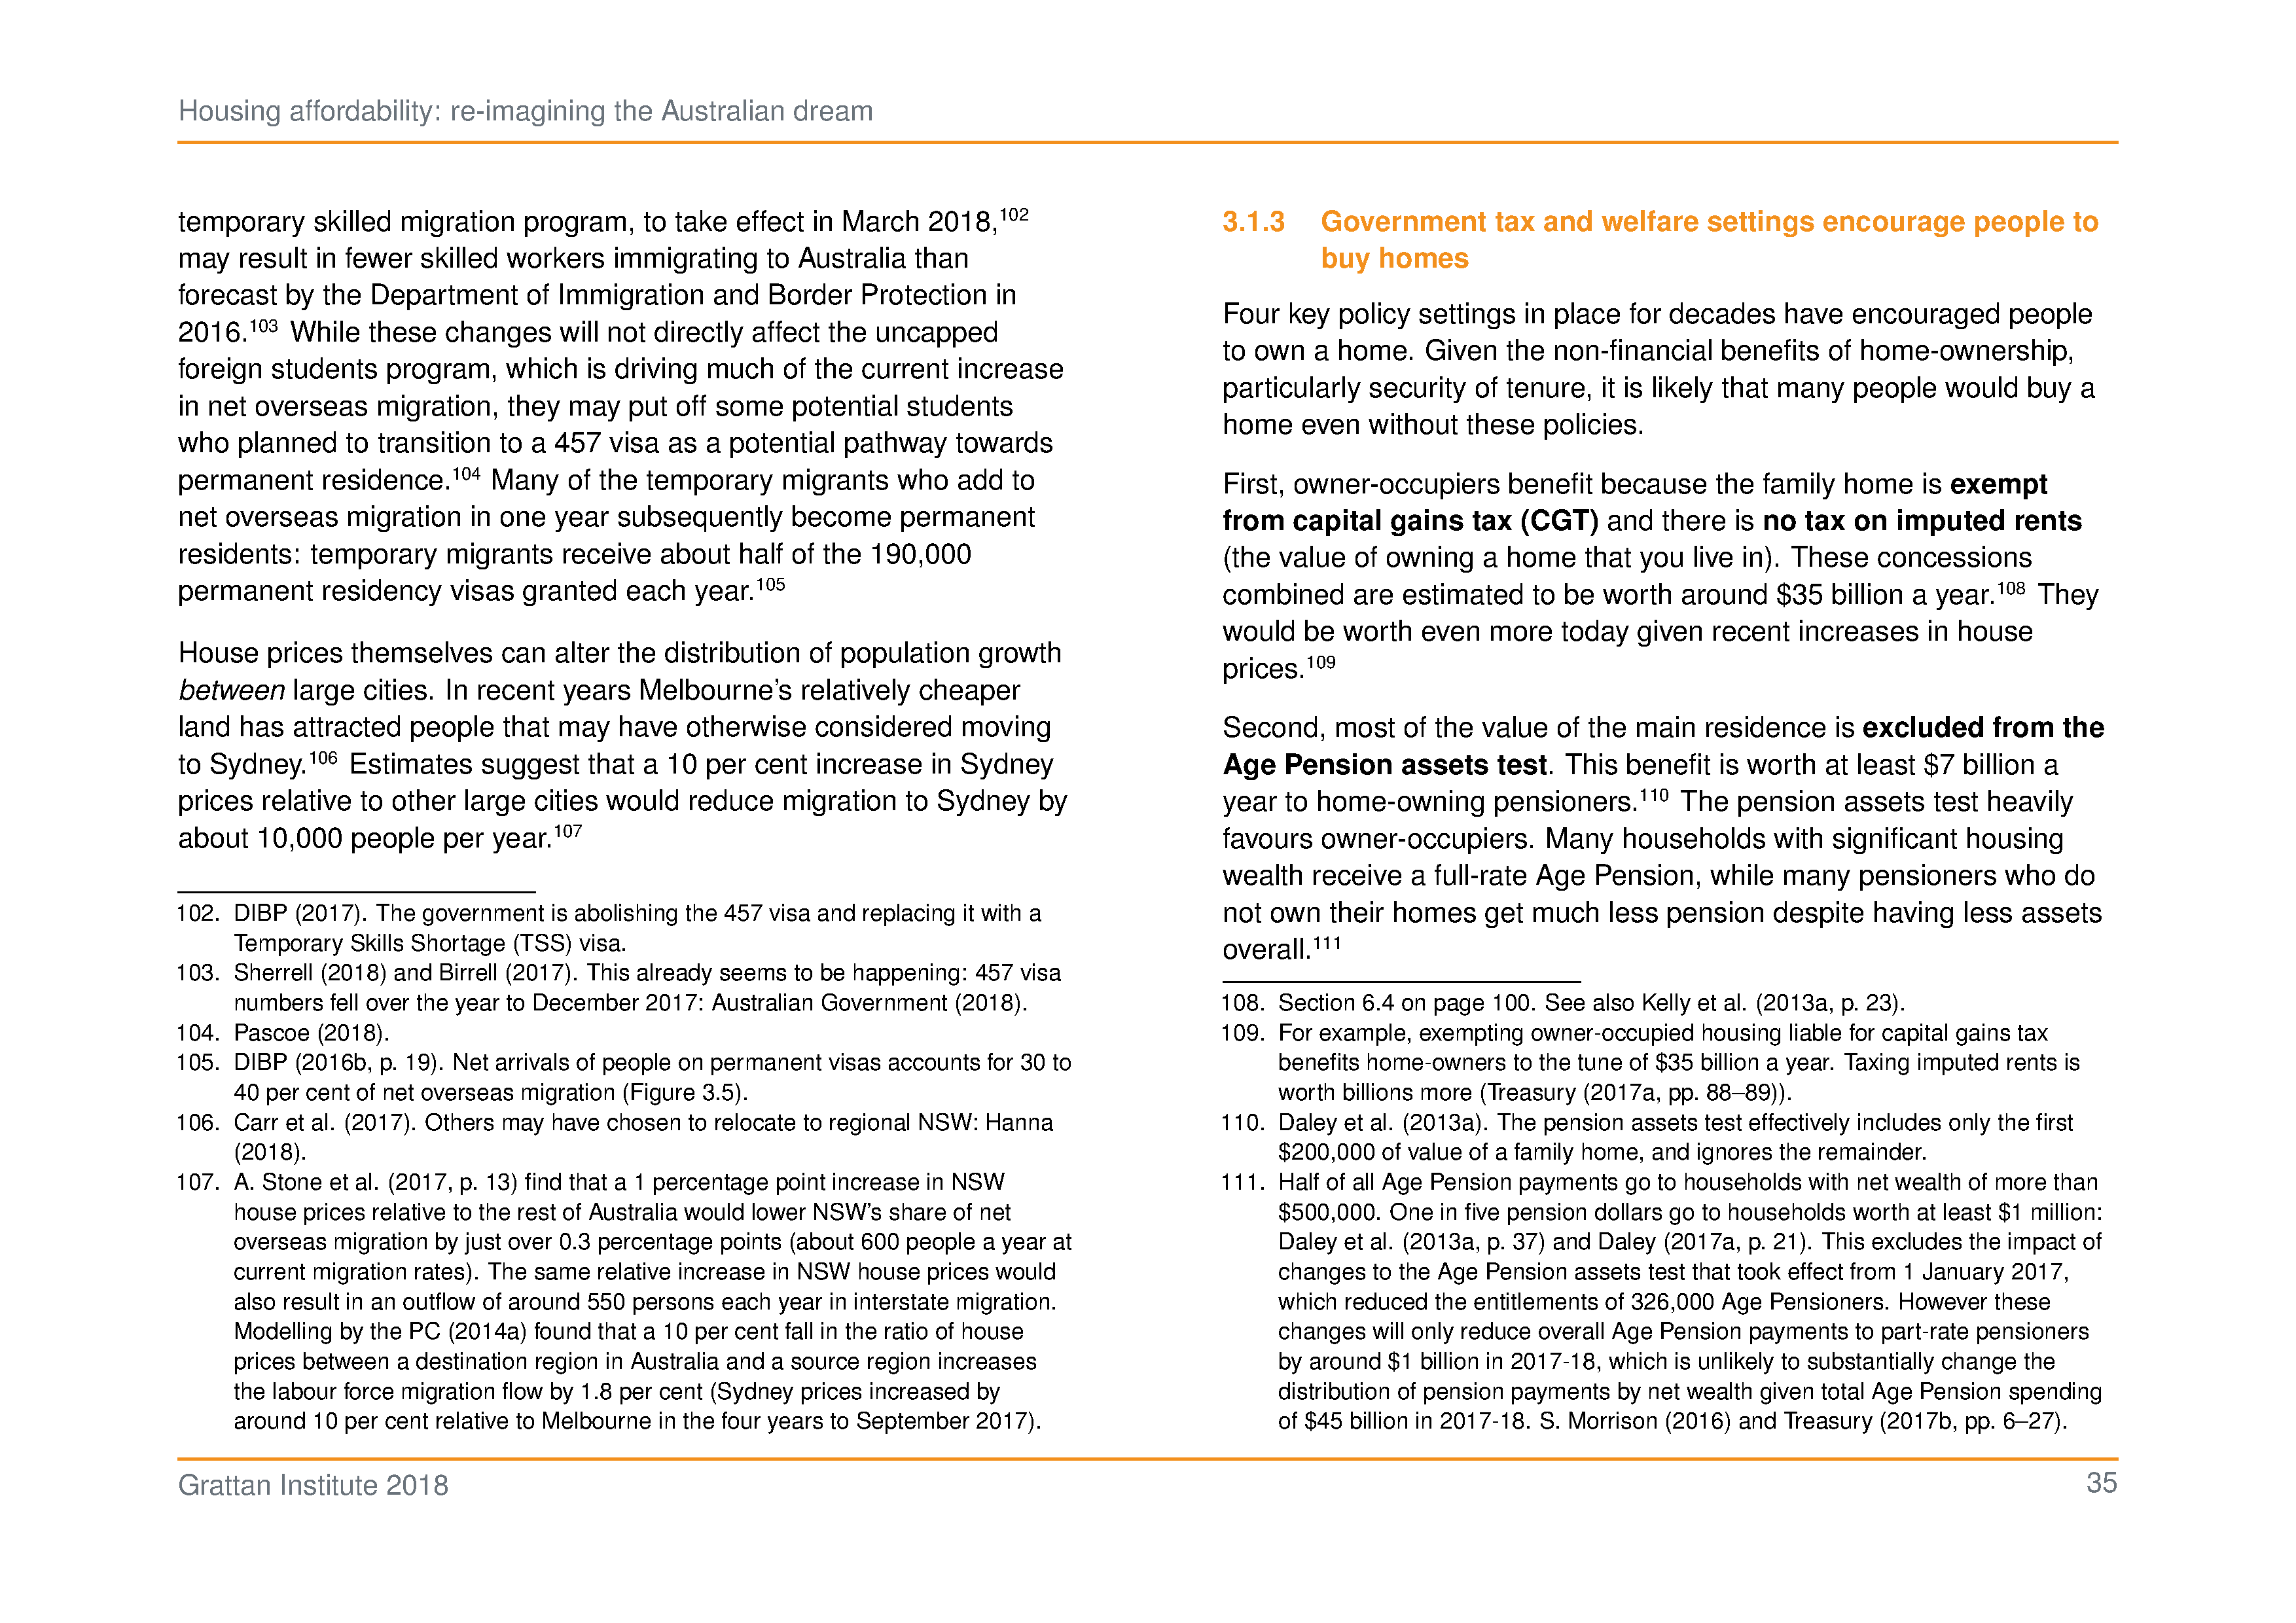 Housing affordability: re-imagining the Australian dream
temporary skilled migration program, to take effect in March 2018,102
may result in fewer skilled workers immigrating to Australia than
forecast by the Department of Immigration and Border Protection in
2016.103 While these changes will not directly affect the uncapped
foreign students program, which is driving much of the current increase
in net overseas migration, they may put off some potential students
who planned to transition to a 457 visa as a potential pathway towards
permanent residence.104 Many of the temporary migrants who add to
net overseas migration in one year subsequently become permanent
residents: temporary migrants receive about half of the 190,000
permanent residency visas granted each year.105
House prices themselves can alter the distribution of population growth
between large cities. In recent years Melbourne's relatively cheaper
land has attracted people that may have otherwise considered moving
to Sydney.106 Estimates suggest that a 10 per cent increase in Sydney
prices relative to other large cities would reduce migration to Sydney by
about 10,000 people per year.107
102. DIBP (2017). The government is abolishing the 457 visa and replacing it with a
Temporary Skills Shortage (TSS) visa.
103. Sherrell (2018) and Birrell (2017). This already seems to be happening: 457 visa
numbers fell over the year to December 2017: Australian Government (2018).
104. Pascoe (2018).
105. DIBP (2016b, p. 19). Net arrivals of people on permanent visas accounts for 30 to
40 per cent of net overseas migration (Figure 3.5).
106. Carr et al. (2017). Others may have chosen to relocate to regional NSW: Hanna
(2018).
107. A. Stone et al. (2017, p. 13) find that a 1 percentage point increase in NSW
house prices relative to the rest of Australia would lower NSW's share of net
overseas migration by just over 0.3 percentage points (about 600 people a year at
current migration rates). The same relative increase in NSW house prices would
also result in an outflow of around 550 persons each year in interstate migration.
Modelling by the PC (2014a) found that a 10 per cent fall in the ratio of house
prices between a destination region in Australia and a source region increases
the labour force migration flow by 1.8 per cent (Sydney prices increased by
around 10 per cent relative to Melbourne in the four years to September 2017).
3.1.3 Government tax and welfare settings encourage people to
buy homes
Four key policy settings in place for decades have encouraged people
to own a home. Given the non-financial benefits of home-ownership,
particularly security of tenure, it is likely that many people would buy a
home even without these policies.
First, owner-occupiers benefit because the family home is exempt
from capital gains tax (CGT) and there is no tax on imputed rents
(the value of owning a home that you live in). These concessions
combined are estimated to be worth around $35 billion a year.108 They
would be worth even more today given recent increases in house
prices.109
Second, most of the value of the main residence is excluded from the
Age Pension assets test. This benefit is worth at least $7 billion a
year to home-owning pensioners.110 The pension assets test heavily
favours owner-occupiers. Many households with significant housing
wealth receive a full-rate Age Pension, while many pensioners who do
not own their homes get much less pension despite having less assets
overall.111
108. Section 6.4 on page 100. See also Kelly et al. (2013a, p. 23).
109. For example, exempting owner-occupied housing liable for capital gains tax
benefits home-owners to the tune of $35 billion a year. Taxing imputed rents is
worth billions more (Treasury (2017a, pp. 88–89)).
110. Daley et al. (2013a). The pension assets test effectively includes only the first
$200,000 of value of a family home, and ignores the remainder.
111. Half of all Age Pension payments go to households with net wealth of more than
$500,000. One in five pension dollars go to households worth at least $1 million:
Daley et al. (2013a, p. 37) and Daley (2017a, p. 21). This excludes the impact of
changes to the Age Pension assets test that took effect from 1 January 2017,
which reduced the entitlements of 326,000 Age Pensioners. However these
changes will only reduce overall Age Pension payments to part-rate pensioners
by around $1 billion in 2017-18, which is unlikely to substantially change the
distribution of pension payments by net wealth given total Age Pension spending
of $45 billion in 2017-18. S. Morrison (2016) and Treasury (2017b, pp. 6–27).
Grattan Institute 2018
35